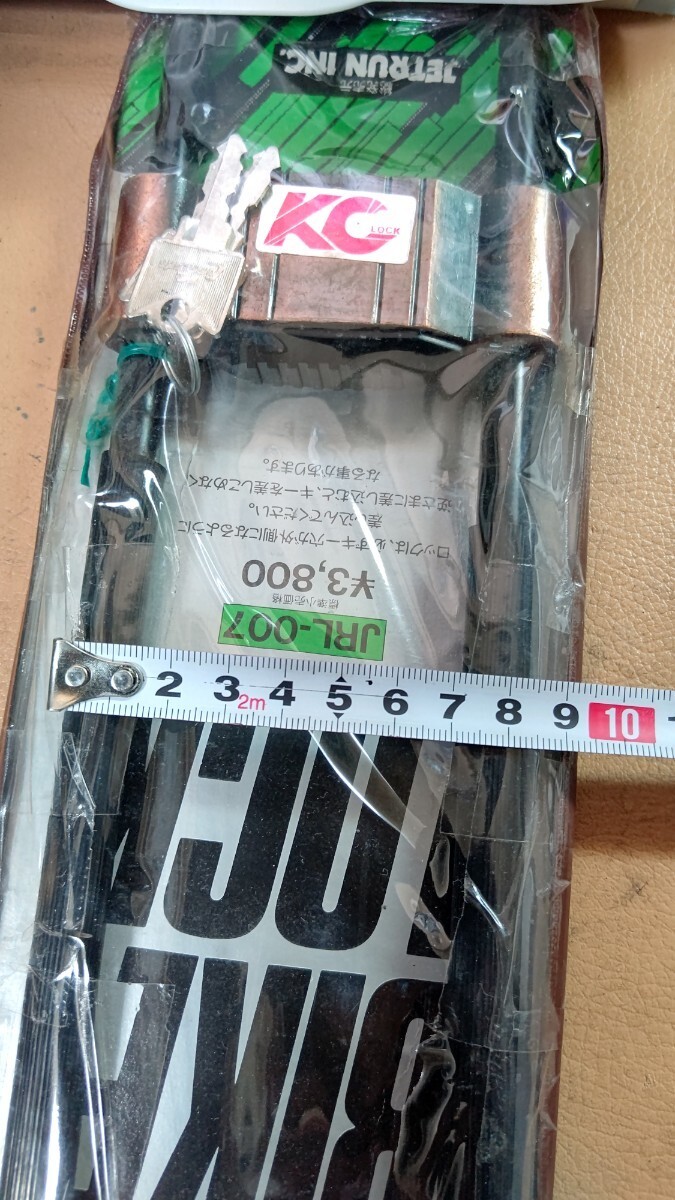 総発売元
JETRUN INC.
KC
LOCK
ロックは、必ずキー穴が外側になるように
差し込んでください。
逆さまに差し込むと、キーを差してめなく
なる事があります。
標準小売価格
¥3,800
JRL-007
2 3 4 5 6 7 8 9 10
2m